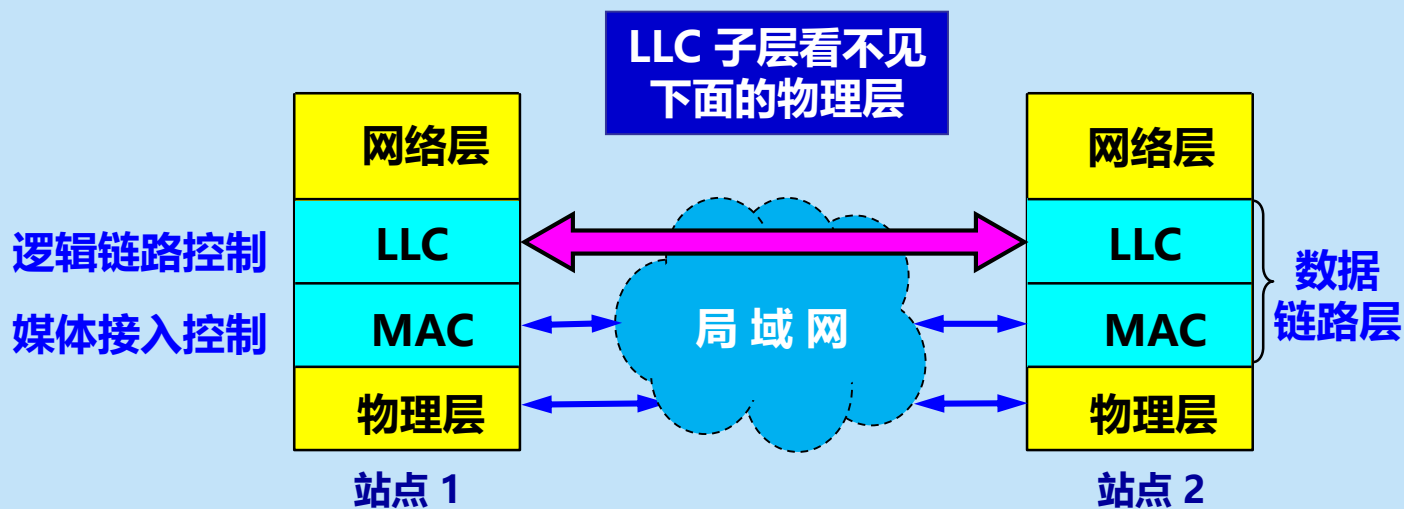 LLC 子层看不见
下面的物理层
网络层
网络层
逻辑链路控制
LLC
LLC
数据
链路层
媒体接入控制
MAC
局域网
MAC
物理层
物理层
站点 1
站点 2